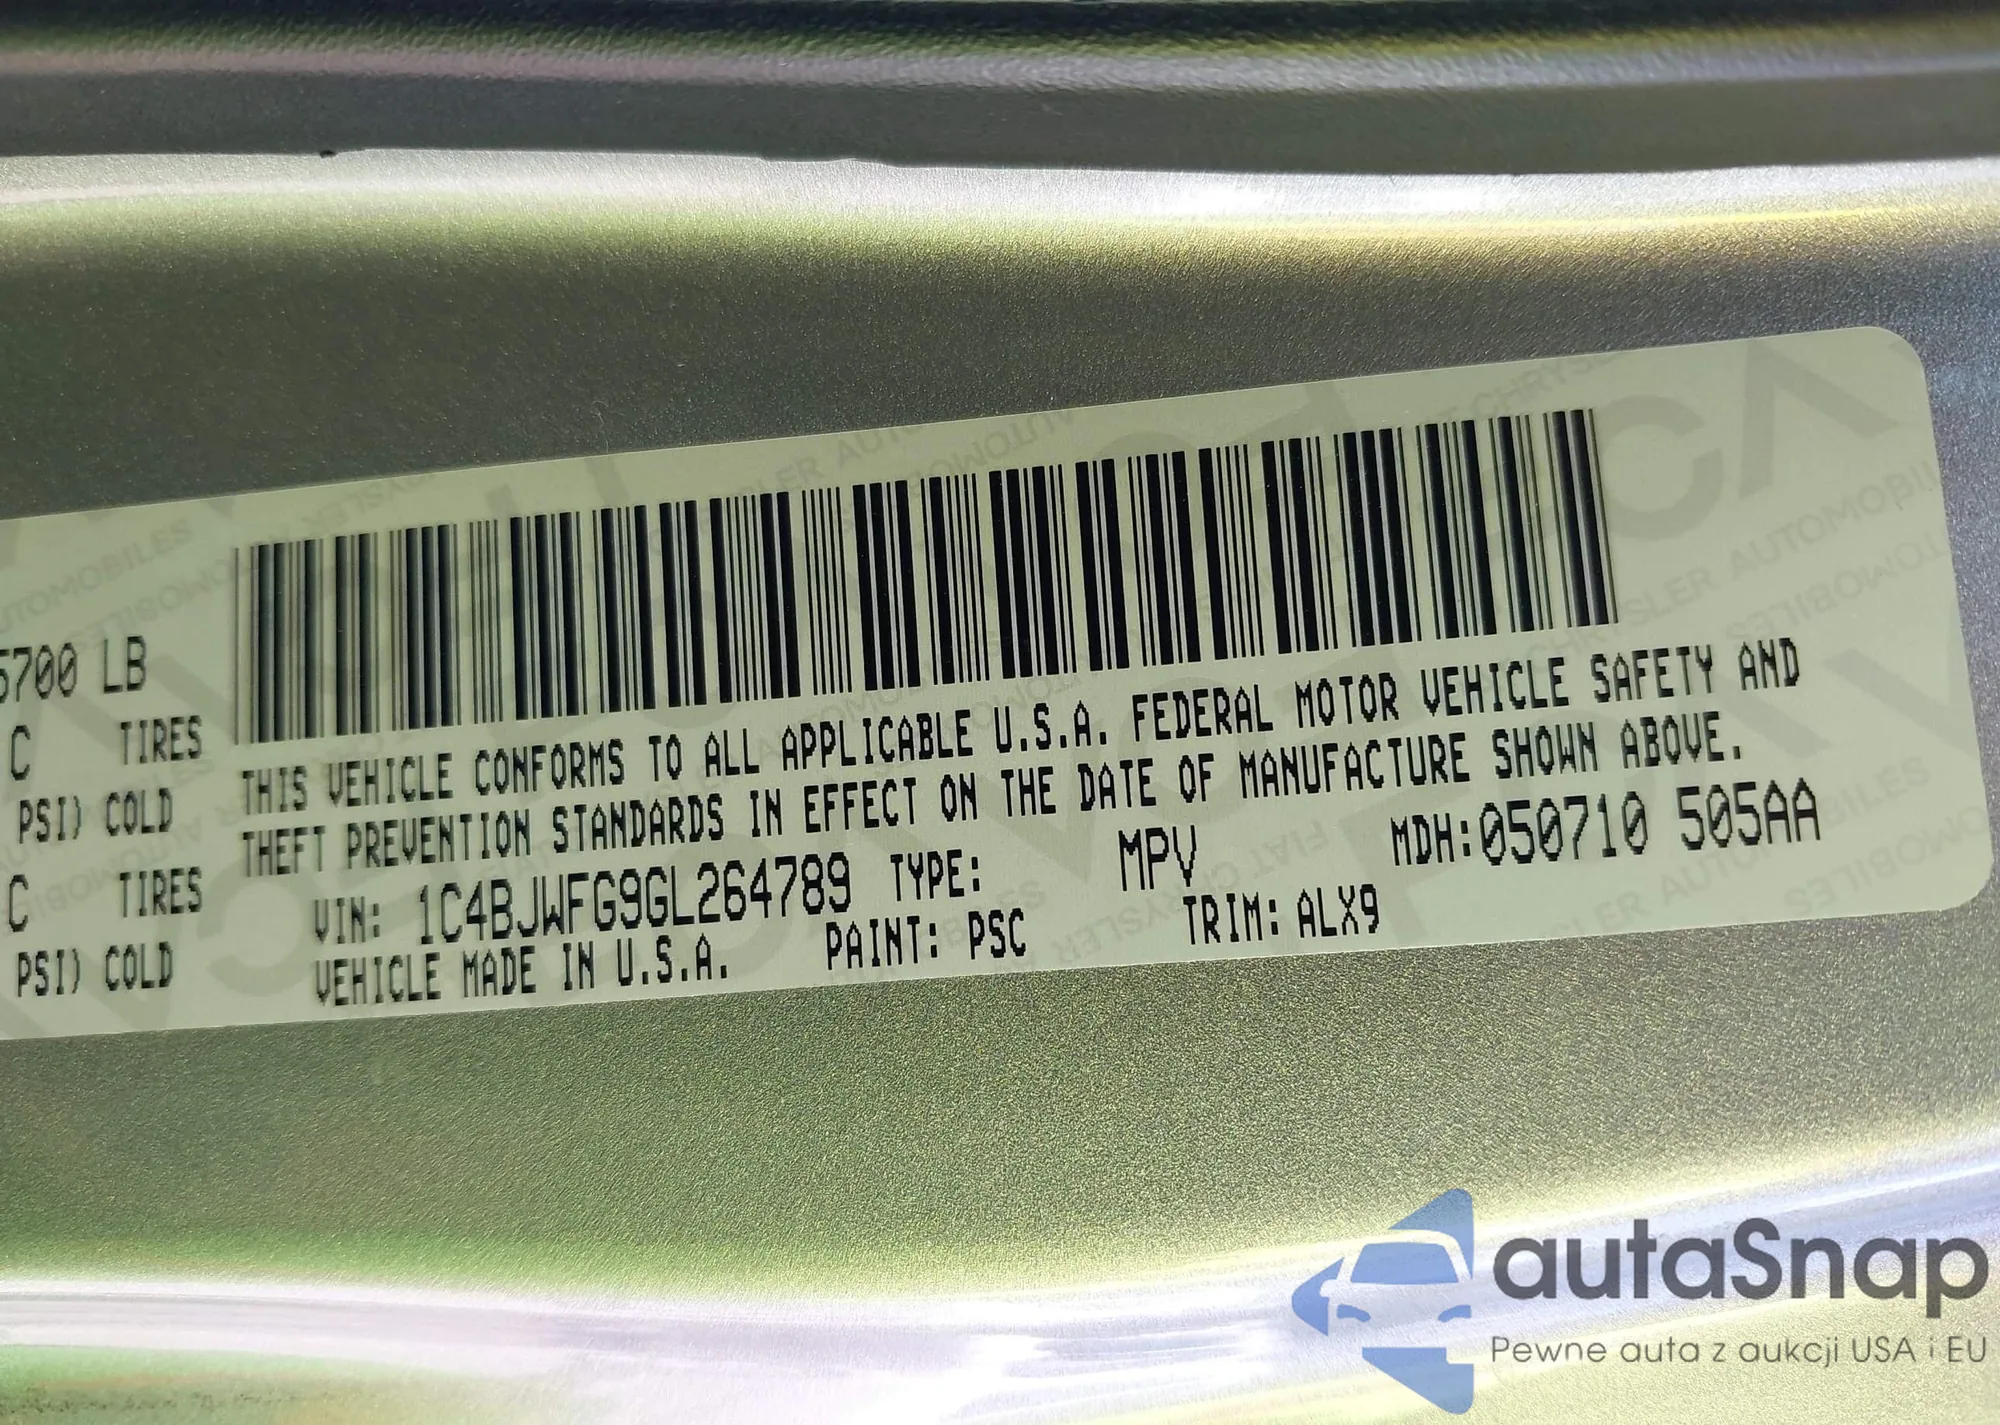 5700 LB
C TIRES
PSI) COLD
C TIRES
PSI) COLD
THIS VEHICLE CONFORMS TO ALL APPLICABLE U.S.A. FEDERAL MOTOR VEHICLE SAFETY AND
THEFT PREVENTION STANDARDS IN EFFECT ON THE DATE OF MANUFACTURE SHOWN ABOVE.
VIN: 1C4BJWFG9GL264789 TYPE: MPV MDH:050710 505AA
VEHICLE MADE IN U.S.A. PAINT: PSC TRIM: ALX9
autaSnap
Pewne auta z aukcji USA i EU